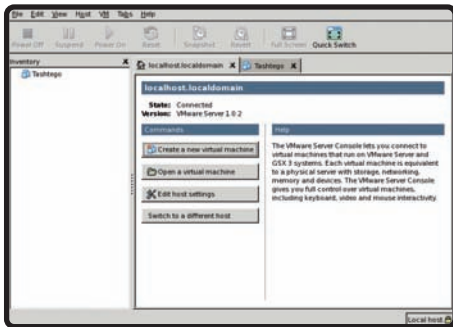 File Edit View Host VM Tabs Help
Power Off Suspend Power On Reset Snapshot Revert Full Screen Quick Switch
Inventory
Tashtego
localhost.localdomain Tashtego
localhost.localdomain
State: Connected
Version: VMware Server 1.0.2
Commands
Create a new virtual machine
Open a virtual machine
Edit host settings
Switch to a different host
Help
The VMware Server Console lets you connect to
virtual machines that run on VMware Server and
GSX 3 systems. Each virtual machine is equivalent
to a physical server with storage, networking,
memory and devices. The VMware Server Console
gives you full control over virtual machines,
including keyboard, video and mouse interactivity.
Local host